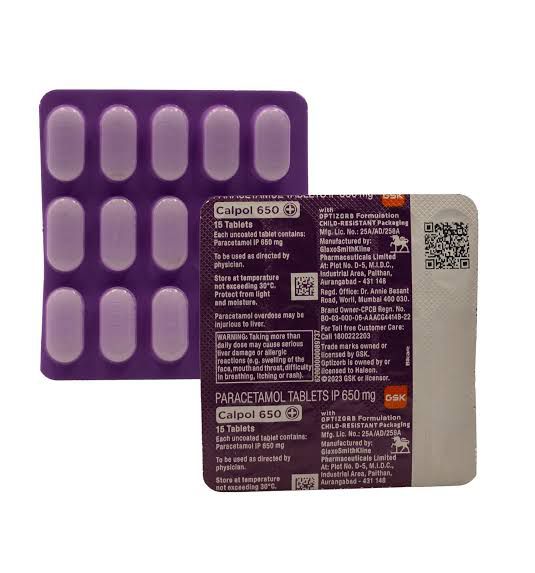 PARACETAMOL TABLETS IP 650 mg
GSK
Calpol 650
15 Tablets
Each uncoated tablet contains:
Paracetamol IP 650 mg
To be used as directed by
physician.
Store at temperature
not exceeding 30°C.
Protect from light
and moisture.
Paracetamol overdose may be
injurious to liver.
WARNING: Taking more than
daily dose may cause serious
liver damage or allergic
reactions (e.g. swelling of the
face, mouth and throat, difficulty
in breathing, itching or rash).
with
OPTIZORB Formulation
CHILD-RESISTANT Packaging
Mfg. Lic. No.: 25A/AD/258A
Manufactured by:
GlaxoSmithKline
Pharmaceuticals Limited
At: Plot No. D-5, M.I.D.C.,
Industrial Area, Paithan,
Aurangabad - 431 148
Regd. Office: Dr. Annie Besant
Road, Worli, Mumbai 400 030.
Brand Owner-CPCB Regn. No.
For Toll free Customer Care:
Call 1800222203
Trade marks owned or
licensed by GSK.
Optizorb is owned by or
licensed to Haleon.
©2023 GSK or licensor.
PARACETAMOL TABLETS IP 650 mg
GSK
Calpol 650
15 Tablets
Each uncoated tablet contains:
Paracetamol IP 650 mg
To be used as directed by
physician.
Store at temperature
not exceeding 30°C.
with
OPTIZORB Formulation
CHILD-RESISTANT Packaging
Mfg. Lic. No.: 25A/AD/258A
Manufactured by:
GlaxoSmithKline
Pharmaceuticals Limited
At: Plot No. D-5, M.I.D.C.,
Industrial Area, Paithan,
Aurangabad - 431 148